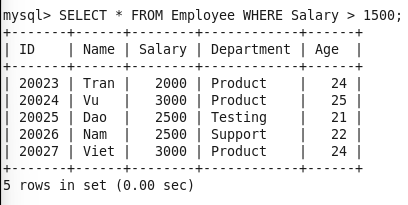 mysql> SELECT * FROM Employee WHERE Salary > 1500;
+-------+------+--------+------------+------+
| ID    | Name | Salary | Department | Age  |
+-------+------+--------+------------+------+
| 20023 | Tran |   2000 | Product    |   24 |
| 20024 | Vu   |   3000 | Product    |   25 |
| 20025 | Dao  |   2500 | Testing    |   21 |
| 20026 | Nam  |   2500 | Support    |   22 |
| 20027 | Viet |   3000 | Product    |   24 |
+-------+------+--------+------------+------+
5 rows in set (0.00 sec)